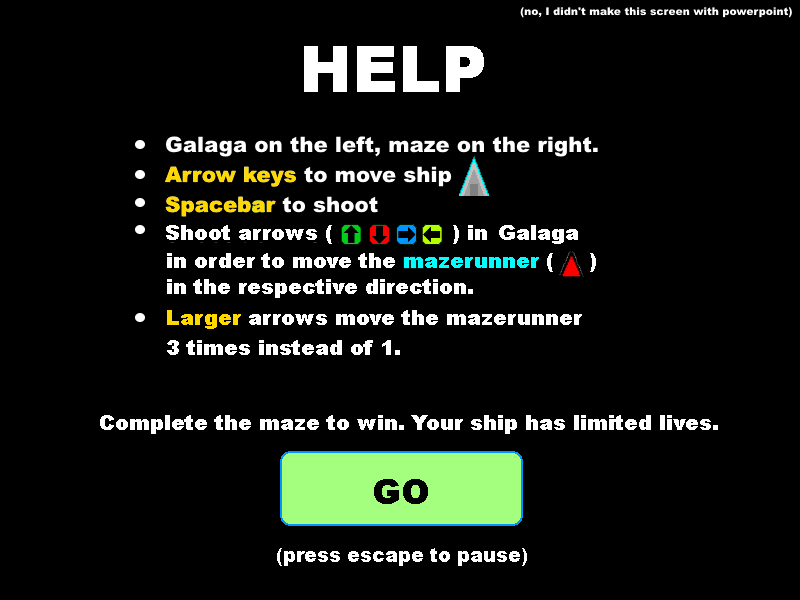 (no, I didn't make this screen with powerpoint)
HELP
• Galaga on the left, maze on the right.
• Arrow keys to move ship
• Spacebar to shoot
• Shoot arrows ( ) in Galaga
in order to move the mazerunner ( )
in the respective direction.
• Larger arrows move the mazerunner
3 times instead of 1.
Complete the maze to win. Your ship has limited lives.
GO
(press escape to pause)